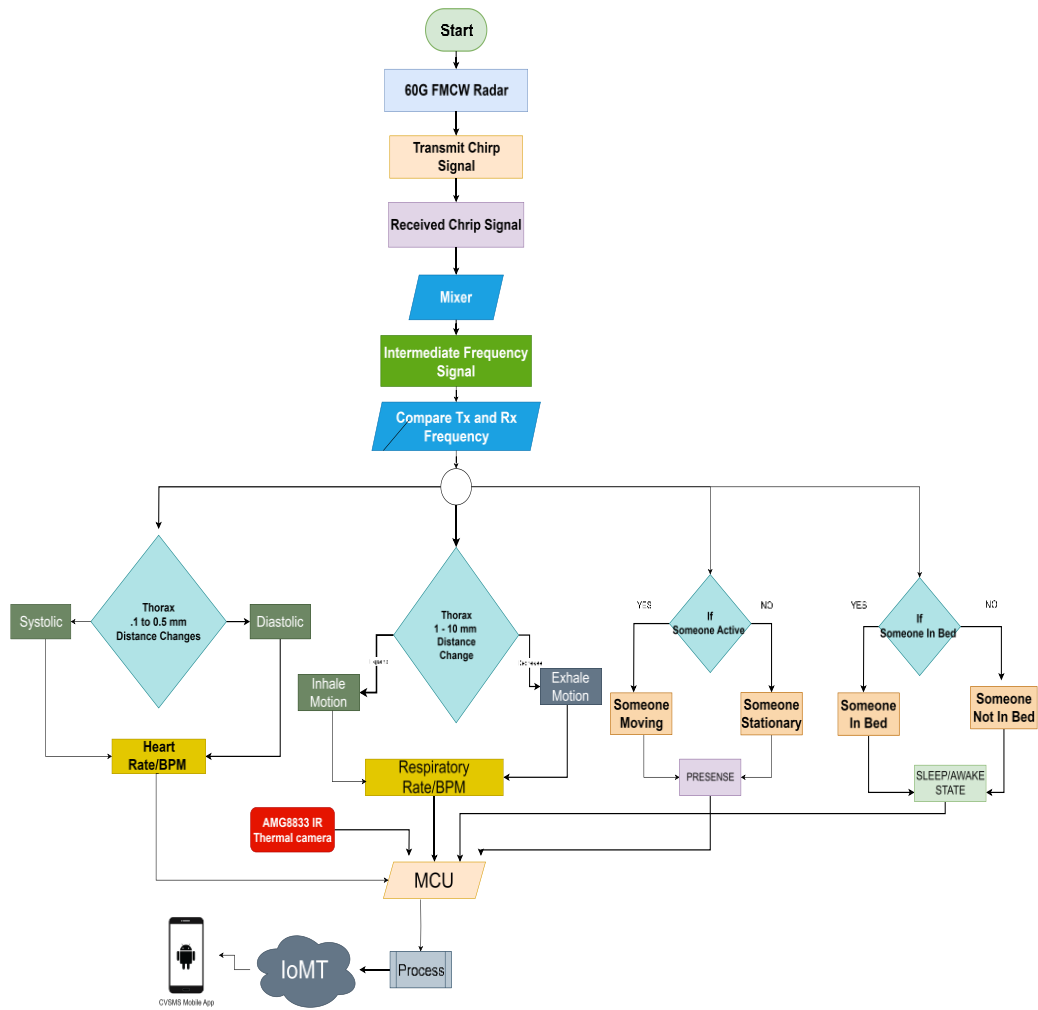 Start
60G FMCW Radar
Transmit Chirp
Signal
Received Chrip Signal
Mixer
Intermediate Frequency
Signal
Compare Tx and Rx
Frequency
Thorax
.1 to 0.5 mm
Distance Changes
Systolic
Diastolic
Heart
Rate/BPM
Thorax
1 - 10 mm
Distance
Change
Inhale
Motion
Exhale
Motion
Respiratory
Rate/BPM
YES
NO
If
Someone Active
Someone
Moving
Someone
Stationary
PRESENSE
YES
NO
If
Someone In Bed
Someone
In Bed
Someone
Not In Bed
SLEEP/AWAKE
STATE
AMG8833 IR
Thermal camera
MCU
Process
IoMT
CVSMS Mobile App